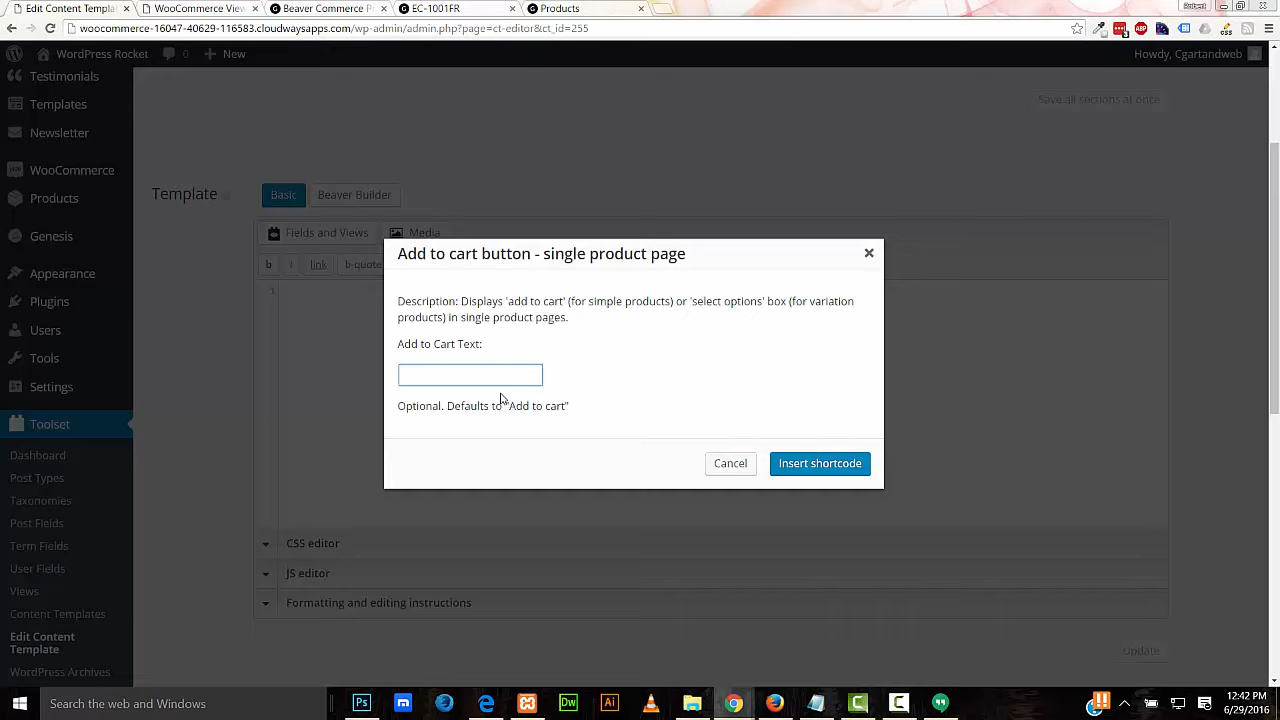 Edit Content Template: × WooCommerce View × Beaver Commerce P × EC-1001FR × Products ×
woocommerce-16047-40629-116583.cloudwaysapps.com/wp-admin/admin.php?page=ct-editor&ct_id=255
WordPress Rocket 0 New Howdy, Cgartandweb
Testimonials
Templates
Newsletter
WooCommerce
Products
Genesis
Appearance
Plugins
Users
Tools
Settings
Toolset
Dashboard
Post Types
Taxonomies
Post Fields
Term Fields
User Fields
Views
Content Templates
Edit Content
Template
WordPress Archives
Save all sections at once
Template Basic Beaver Builder
Fields and Views Media
b i link b-quote
1
Add to cart button - single product page ×
Description: Displays 'add to cart' (for simple products) or 'select options' box (for variation
products) in single product pages.
Add to Cart Text:
Optional. Defaults to "Add to cart"
Cancel Insert shortcode
CSS editor
JS editor
Formatting and editing instructions
Update
Search the web and Windows
12:42 PM
6/29/2016